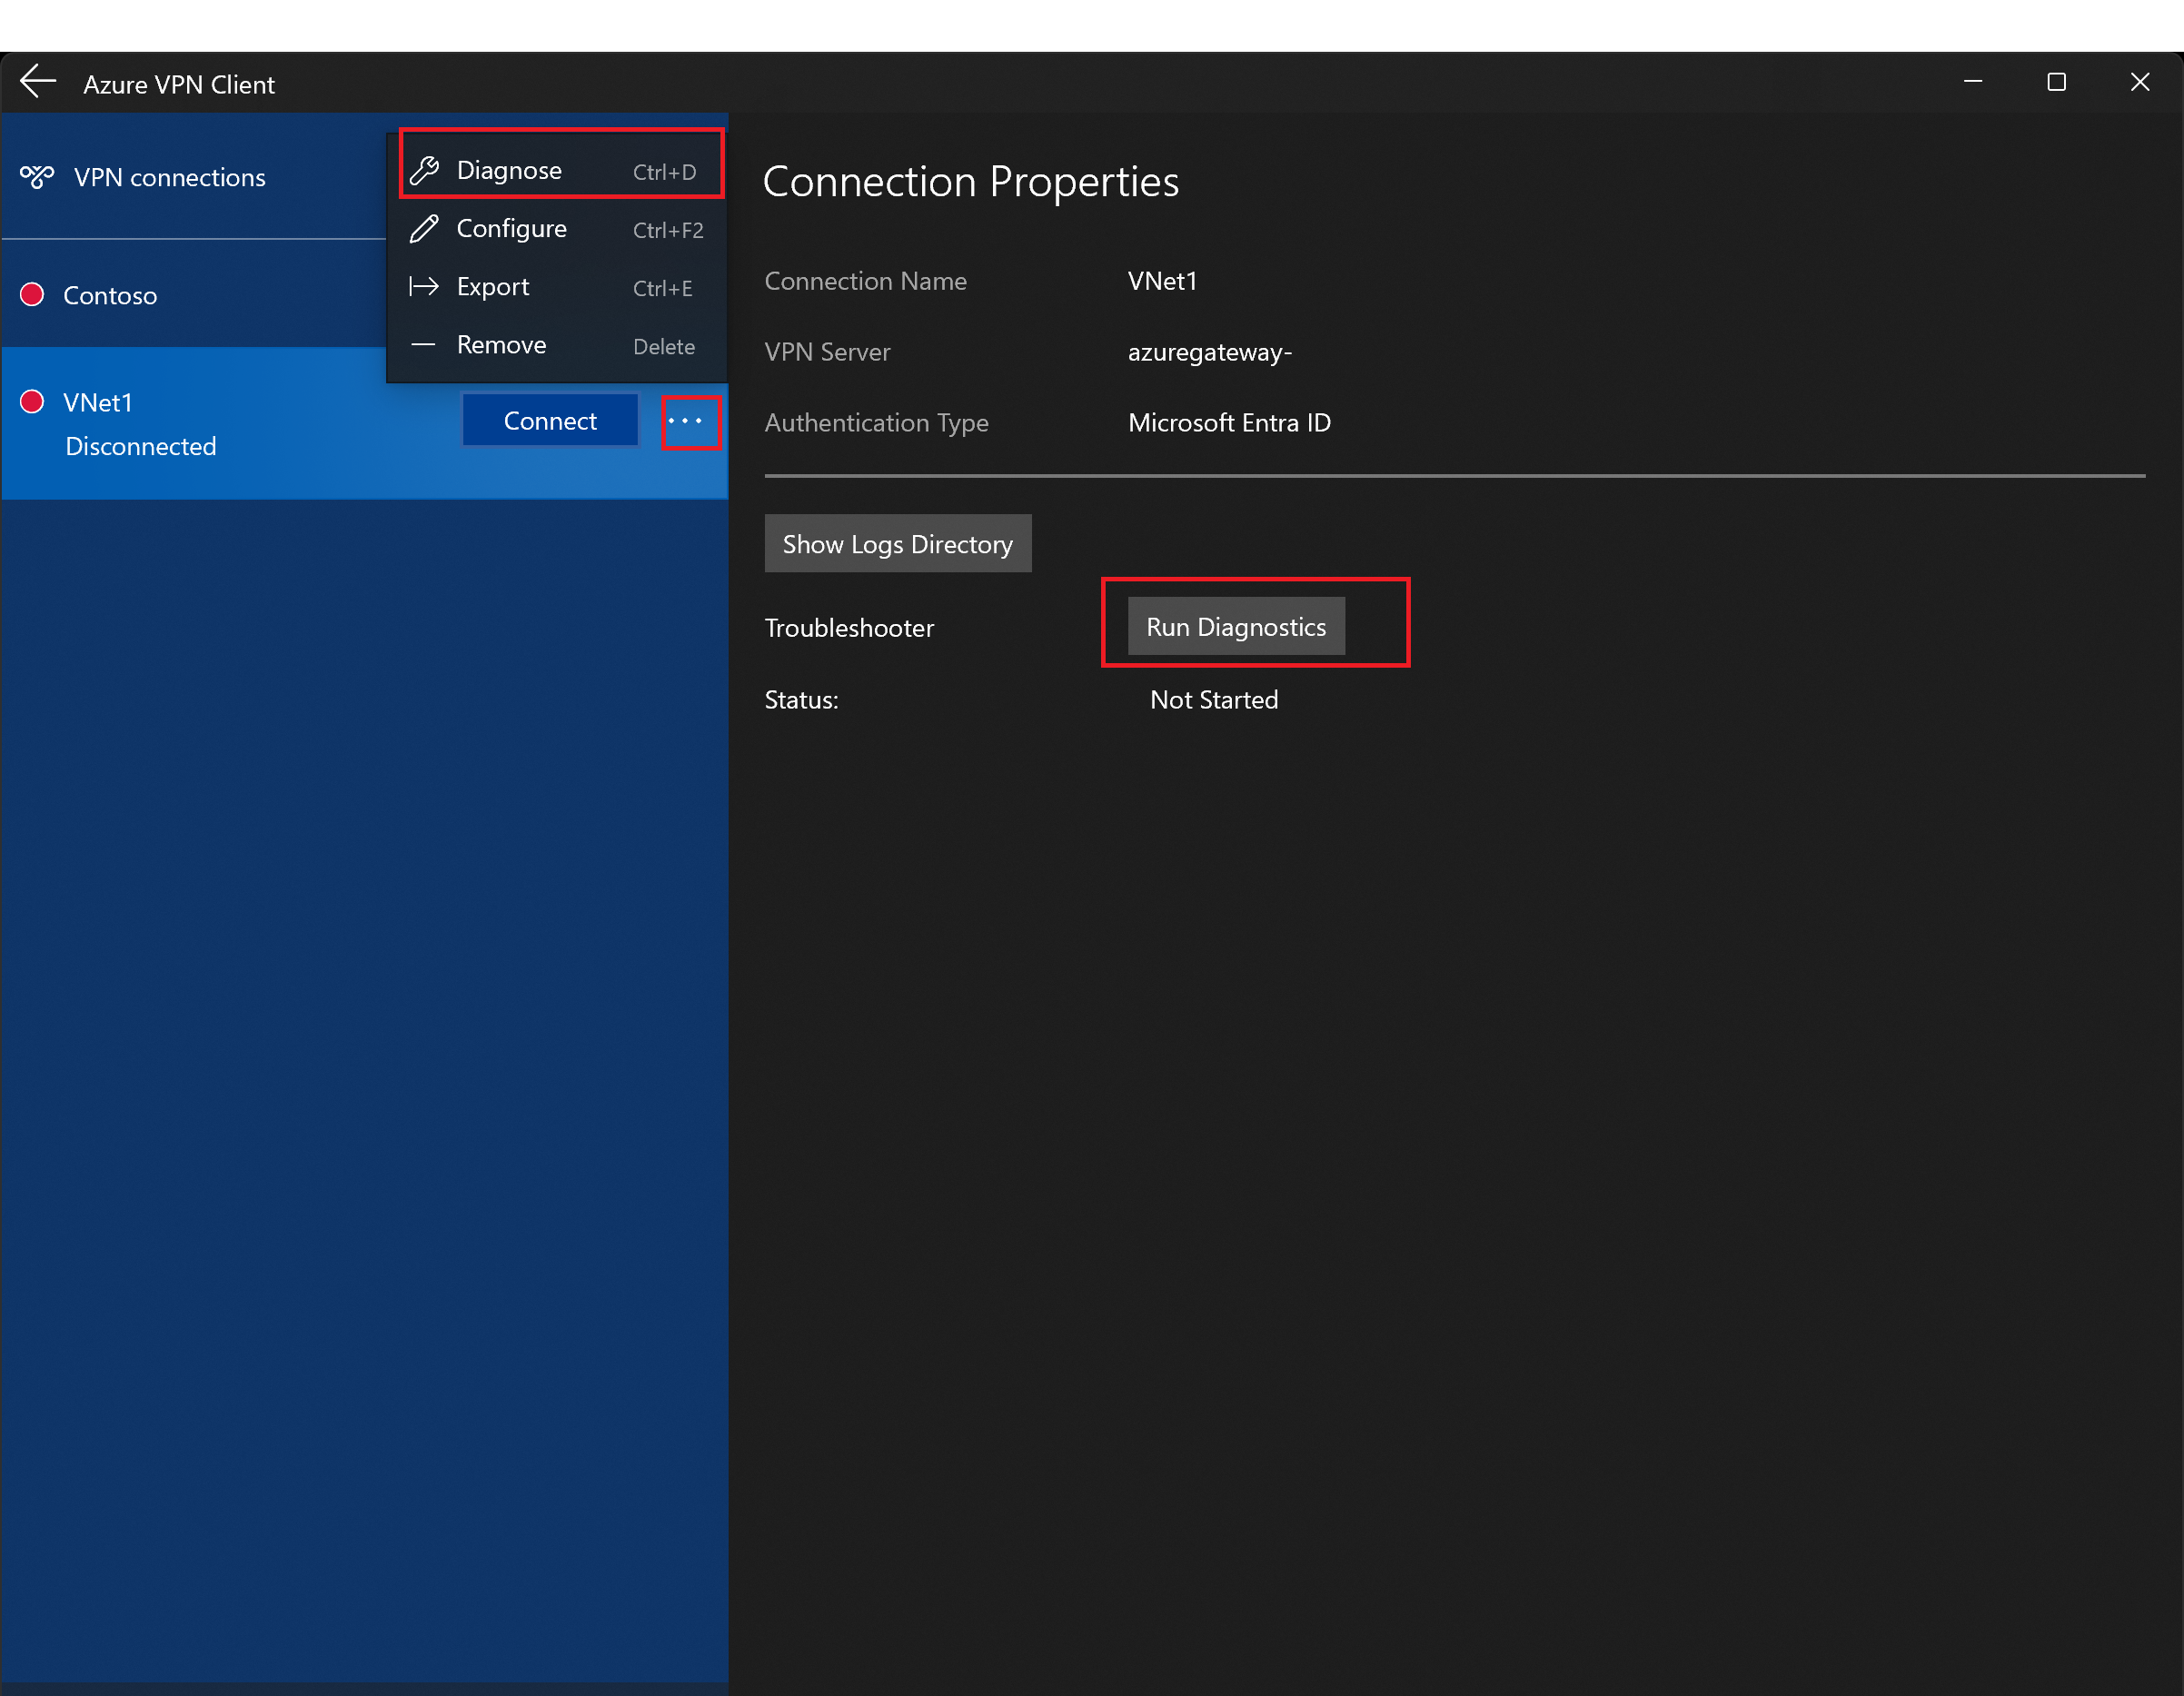 Azure VPN Client
VPN connections
Diagnose Ctrl+D
Configure Ctrl+F2
Export Ctrl+E
Remove Delete
Contoso
VNet1
Disconnected
Connect
Connection Properties
Connection Name VNet1
VPN Server azuregateway-
Authentication Type Microsoft Entra ID
Show Logs Directory
Troubleshooter Run Diagnostics
Status: Not Started